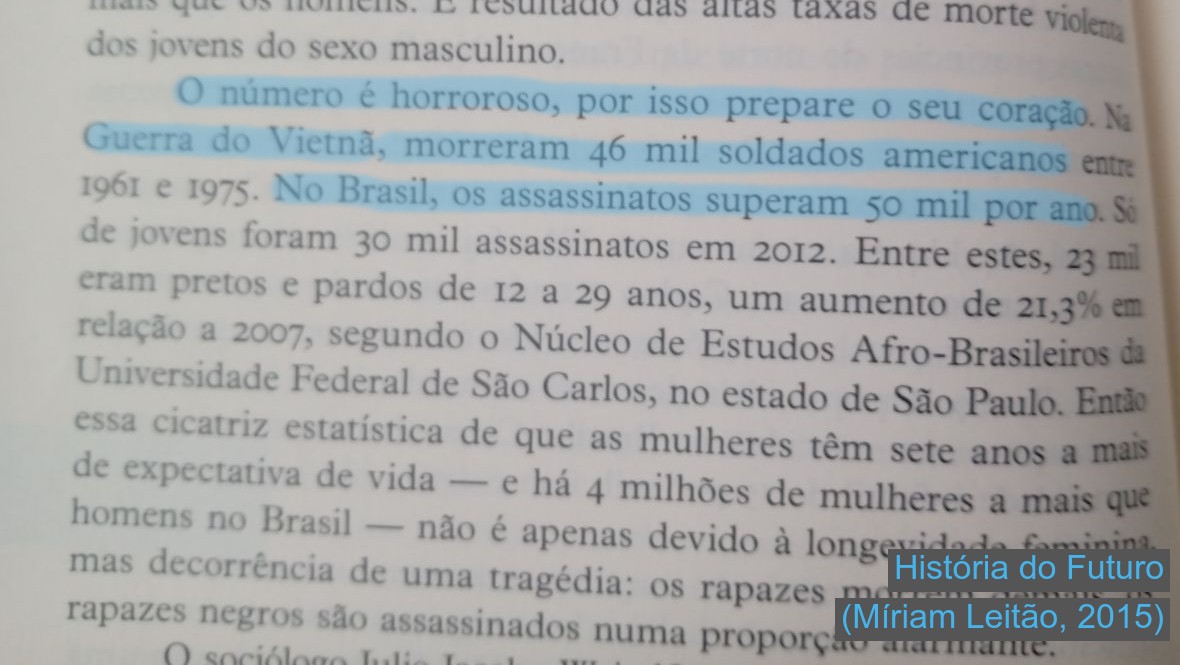 mais que os homens. É resultado das altas taxas de morte violenta
dos jovens do sexo masculino.
O número é horroroso, por isso prepare o seu coração. Na
Guerra do Vietnã, morreram 46 mil soldados americanos entre
1961 e 1975. No Brasil, os assassinatos superam 50 mil por ano. Só
de jovens foram 30 mil assassinatos em 2012. Entre estes, 23 mil
eram pretos e pardos de 12 a 29 anos, um aumento de 21,3% em
relação a 2007, segundo o Núcleo de Estudos Afro-Brasileiros da
Universidade Federal de São Carlos, no estado de São Paulo. Então
essa cicatriz estatística de que as mulheres têm sete anos a mais
de expectativa de vida — e há 4 milhões de mulheres a mais que
homens no Brasil — não é apenas devido à longevidade feminina,
mas decorrência de uma tragédia: os rapazes morrem demais, os
rapazes negros são assassinados numa proporção alarmante.
O sociólogo Julio
História do Futuro
(Míriam Leitão, 2015)